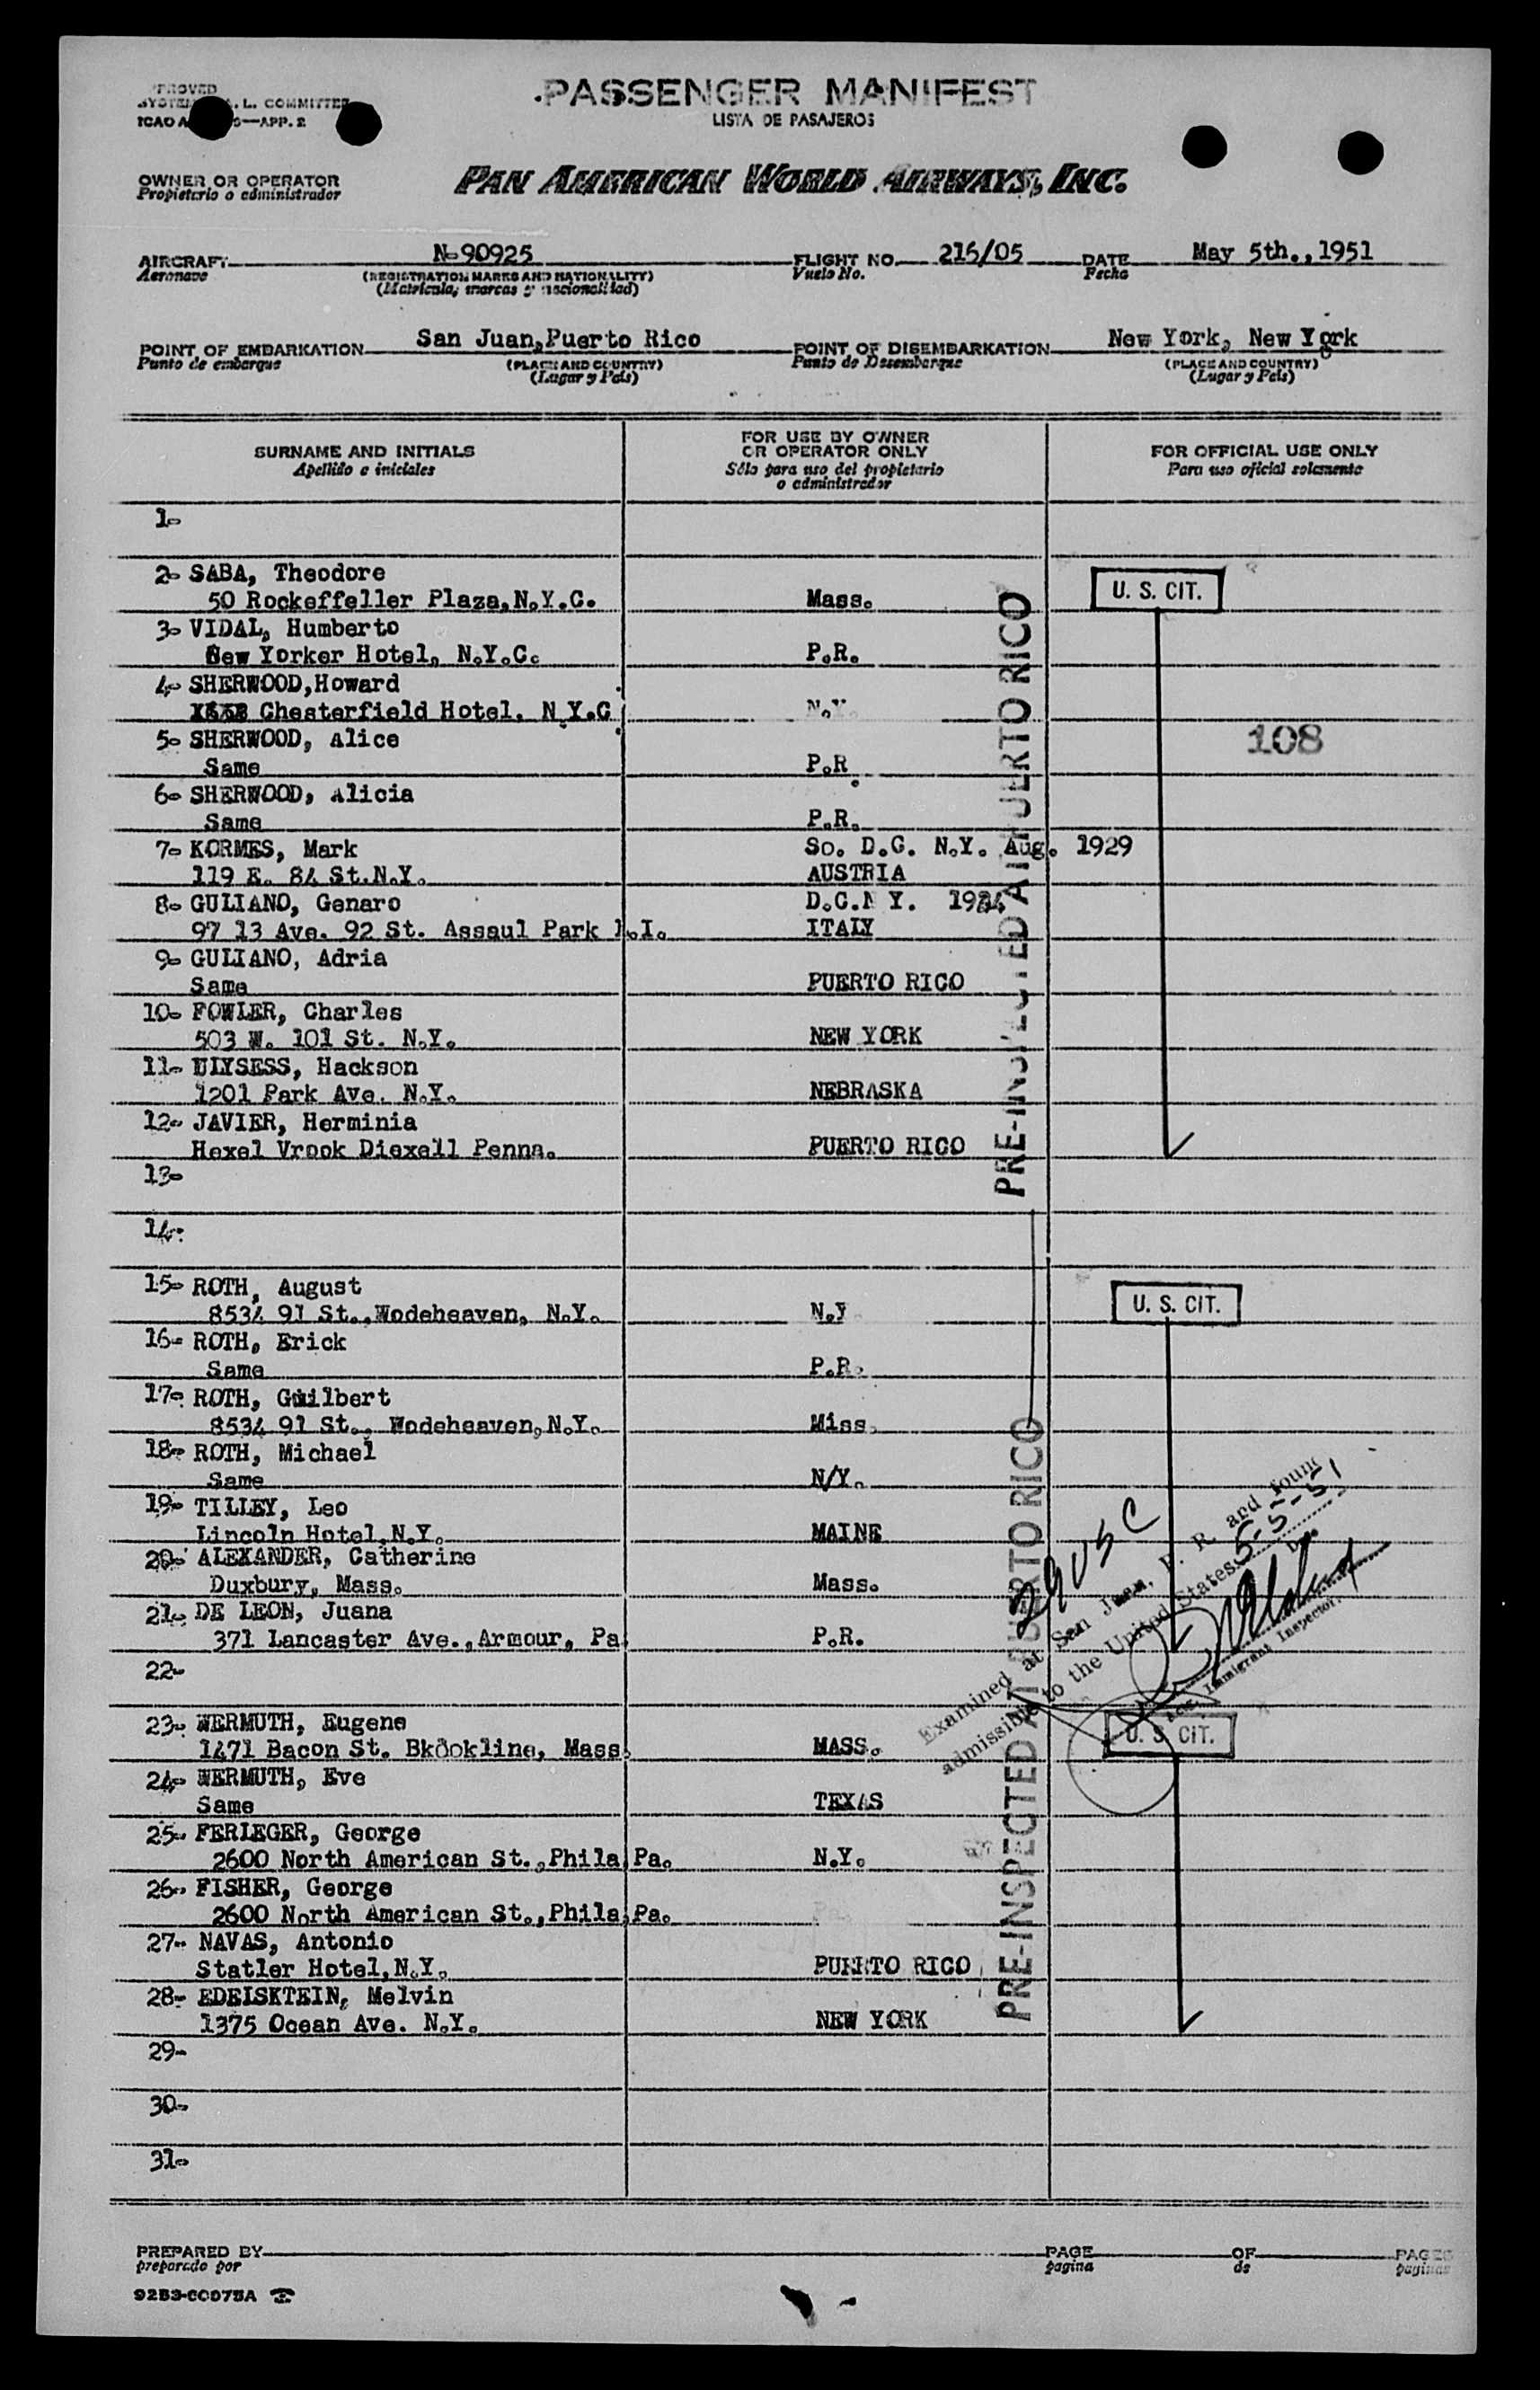 PASSENGER MANIFEST
LISTA DE PASAJEROS
L. COMMITTEE
—APP. 2
OWNER OR OPERATOR
Propietario o administrador
PAN AMERICAN WORLD AIRWAYS, INC.
AIRCRAFT N-90925 FLIGHT NO. 216/05 DATE May 5th., 1951
Aeronave (REGISTRATION MARKS AND NATIONALITY) Vuelo No. Fecha
(Matricula, marcas y nacionalidad)
POINT OF EMBARKATION San Juan, Puerto Rico POINT OF DISEMBARKATION New York, New York
Punto de embarque (PLACE AND COUNTRY) Punto de Desembarque (PLACE AND COUNTRY)
(Lugar y País) (Lugar y País)
SURNAME AND INITIALS FOR USE BY OWNER OR OPERATOR ONLY FOR OFFICIAL USE ONLY
Apellido e iniciales Sólo para uso del propietario o administrador Para uso oficial solamente
1-
2- SABA, Theodore
50 Rockeffeller Plaza, N.Y.C. Mass. U. S. CIT.
3- VIDAL, Humberto
New Yorker Hotel, N.Y.C. P.R.
4- SHERWOOD, Howard
Chesterfield Hotel, N.Y.C N.Y.
5- SHERWOOD, Alice 108
Same P.R.
6- SHERWOOD, Alicia
Same P.R.
7- KORMES, Mark So. D.C. N.Y. Aug. 1929
119 E. 84 St.N.Y. AUSTRIA
8- GULIANO, Genaro D.C.N Y.
97 13 Ave. 92 St. Assaul Park L.I. ITALY
9- GULIANO, Adria
Same PUERTO RICO
10- FOWLER, Charles
503 W. 101 St. N.Y. NEW YORK
11- ULYSESS, Hackson
1201 Park Ave. N.Y. NEBRASKA
12- JAVIER, Herminia
Hexel Vrook Diexell Penna. PUERTO RICO
PRE-INSPECTED AT PUERTO RICO
13-
14-
15- ROTH, August
8534 91 St., Wodeheaven, N.Y. N.Y U. S. CIT.
16- ROTH, Erick
Same P.R.
17- ROTH, Guilbert
8534 91 St., Wodeheaven, N.Y. Miss.
18- ROTH, Michael
Same N/Y.
19- TILLEY, Leo
Lincoln Hotel, N.Y. MAINE
20- ALEXANDER, Catherine
Duxbury, Mass. Mass.
21- DE LEON, Juana
371 Lancaster Ave., Armour, Pa. P.R.
22-
USC
Examined at San Juan, P. R. and found
admissible to the United States 5-5-51
by
Immigrant Inspector.
23- WERMUTH, Eugene
1471 Bacon St. Bkookline, Mass. MASS. U. S. CIT.
24- WERMUTH, Eve
Same TEXAS
25- FERLEGER, George
2600 North American St., Phila, Pa. N.Y.
26- FISHER, George
2600 North American St., Phila, Pa. Pa.
27- NAVAS, Antonio
Statler Hotel, N.Y. PUERTO RICO
28- EDEISKTEIN, Melvin
1375 Ocean Ave. N.Y. NEW YORK
PRE-INSPECTED AT PUERTO RICO
29-
30-
31-
PREPARED BY PAGE OF PAGES
preparado por pagina de paginas